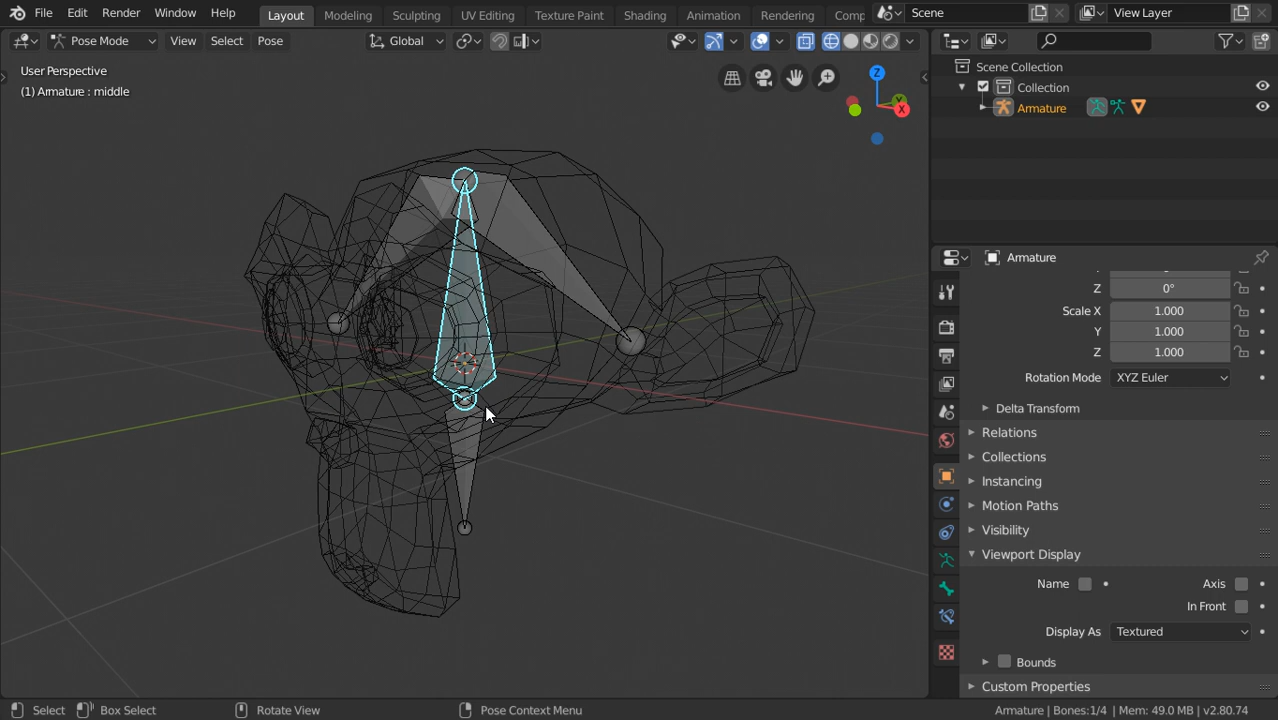 File Edit Render Window Help Layout Modeling Sculpting UV Editing Texture Paint Shading Animation Rendering Comp Scene View Layer
Pose Mode View Select Pose Global
User Perspective
(1) Armature : middle
Z
Y
X
Scene Collection
Collection
Armature
Armature
Z 0°
Scale X 1.000
Y 1.000
Z 1.000
Rotation Mode XYZ Euler
Delta Transform
Relations
Collections
Instancing
Motion Paths
Visibility
Viewport Display
Name Axis
In Front
Display As Textured
Bounds
Custom Properties
Select Box Select Rotate View Pose Context Menu Armature | Bones:1/4 | Mem: 49.0 MB | v2.80.74